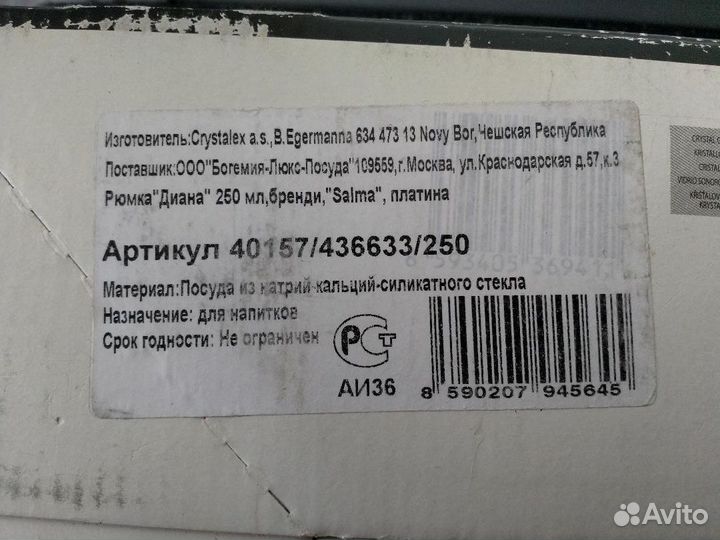 Изготовитель:Crystalex a.s.,B.Egermanna 634 473 13 Novy Bor,Чешская Республика
Поставщик:ООО"Богемия-Люкс-Посуда"109559,г.Москва, ул.Краснодарская д.57,к.3
Рюмка"Диана" 250 мл,бренди,"Salma", платина
Артикул 40157/436633/250
Материал:Посуда из натрий-кальций-силикатного стекла
Назначение: для напитков
Срок годности: Не ограничен
РСТ
АИ36
8 590207 945645
CRYSTAL
Avito